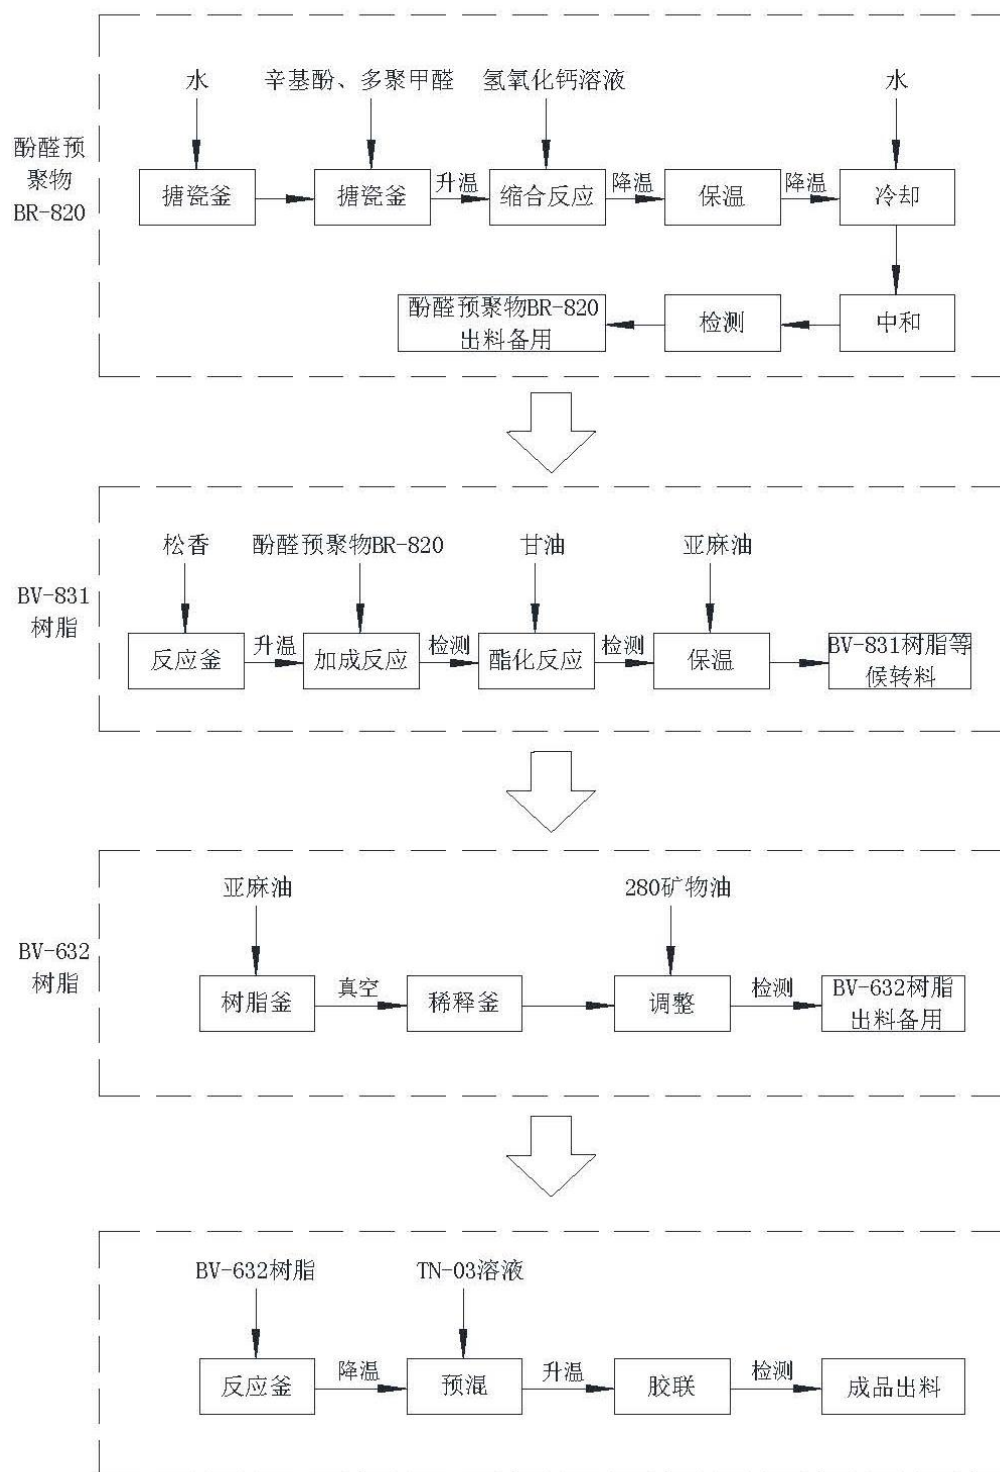 水
辛基酚、多聚甲醛
氢氧化钙溶液
水
酚醛预
聚物
BR-820
搪瓷釜
搪瓷釜
升温
缩合反应
降温
保温
降温
冷却
酚醛预聚物BR-820
出料备用
检测
中和
松香
酚醛预聚物BR-820
甘油
亚麻油
BV-831
树脂
反应釜
升温
加成反应
检测
酯化反应
检测
保温
BV-831树脂等
候转料
亚麻油
280矿物油
BV-632
树脂
树脂釜
真空
稀释釜
调整
检测
BV-632树脂
出料备用
BV-632树脂
TN-03溶液
反应釜
降温
预混
升温
胶联
检测
成品出料